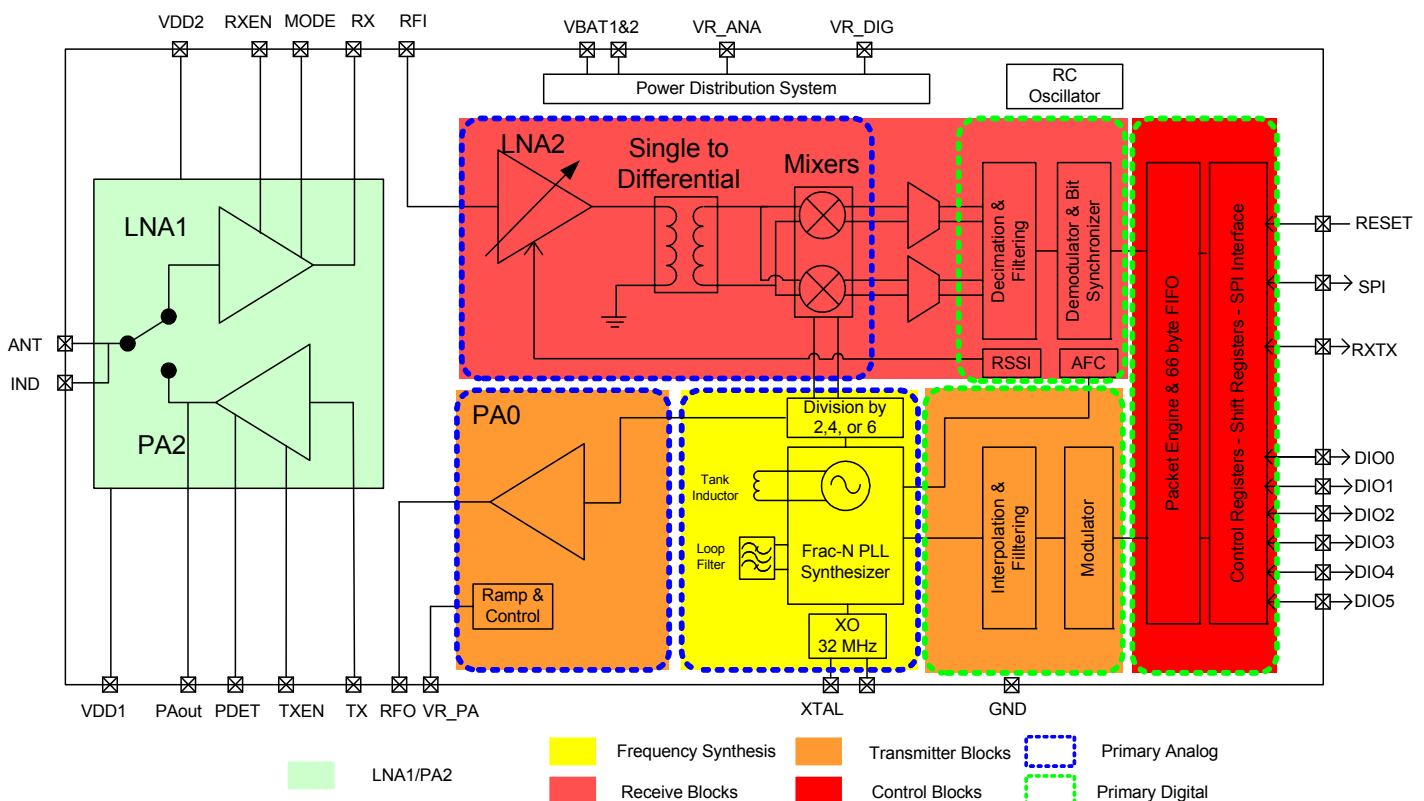 VDD2
RXEN
MODE
RX
RFI
VBAT1&2
VR_ANA
VR_DIG
Power Distribution System
RC
Oscillator
LNA2
Single to
Differential
Mixers
LNA1
Decimation &
Filtering
Demodulator & Bit
Synchronizer
Packet Engine & 66 byte FIFO
Control Registers - Shift Registers - SPI Interface
RESET
SPI
RXTX
ANT
IND
RSSI
AFC
PA2
PA0
Division by
2,4, or 6
Tank
Inductor
Loop
Filter
Frac-N PLL
Synthesizer
Interpolation &
Filltering
Modulator
DIO0
DIO1
DIO2
DIO3
DIO4
DIO5
Ramp &
Control
XO
32 MHz
VDD1
PAout
PDET
TXEN
TX
RFO
VR_PA
XTAL
GND
Frequency Synthesis
Transmitter Blocks
Primary Analog
LNA1/PA2
Receive Blocks
Control Blocks
Primary Digital